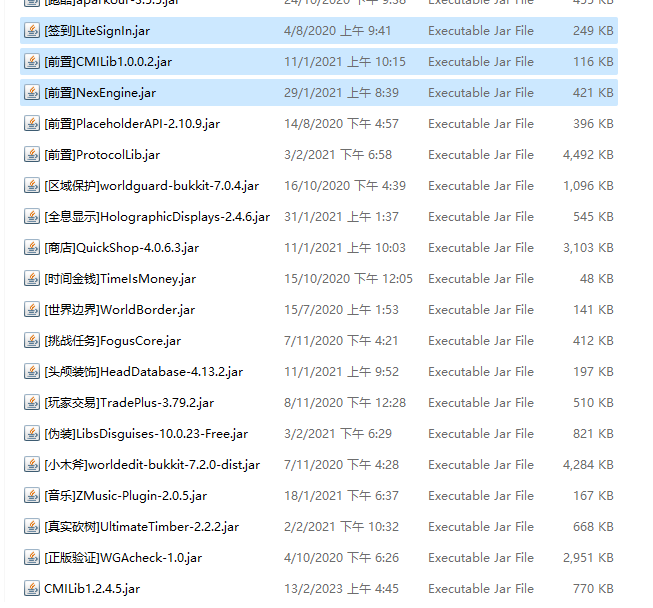 [跑酷]aparkour-3.5.5.jar 24/10/2020 下午 9:38 Executable Jar File 455 KB
[签到]LiteSignIn.jar 4/8/2020 上午 9:41 Executable Jar File 249 KB
[前置]CMILib1.0.0.2.jar 11/1/2021 上午 10:15 Executable Jar File 116 KB
[前置]NexEngine.jar 29/1/2021 上午 8:39 Executable Jar File 421 KB
[前置]PlaceholderAPI-2.10.9.jar 14/8/2020 下午 4:57 Executable Jar File 396 KB
[前置]ProtocolLib.jar 3/2/2021 下午 6:58 Executable Jar File 4,492 KB
[区域保护]worldguard-bukkit-7.0.4.jar 16/10/2020 下午 4:39 Executable Jar File 1,096 KB
[全息显示]HolographicDisplays-2.4.6.jar 31/1/2021 上午 1:37 Executable Jar File 545 KB
[商店]QuickShop-4.0.6.3.jar 11/1/2021 上午 10:03 Executable Jar File 3,103 KB
[时间金钱]TimeIsMoney.jar 15/10/2020 下午 12:05 Executable Jar File 48 KB
[世界边界]WorldBorder.jar 15/7/2020 上午 1:53 Executable Jar File 141 KB
[挑战任务]FogusCore.jar 7/11/2020 下午 4:21 Executable Jar File 412 KB
[头颅装饰]HeadDatabase-4.13.2.jar 11/1/2021 上午 9:52 Executable Jar File 197 KB
[玩家交易]TradePlus-3.79.2.jar 8/11/2020 下午 12:28 Executable Jar File 510 KB
[伪装]LibsDisguises-10.0.23-Free.jar 3/2/2021 下午 6:29 Executable Jar File 821 KB
[小木斧]worldedit-bukkit-7.2.0-dist.jar 7/11/2020 下午 4:28 Executable Jar File 4,284 KB
[音乐]ZMusic-Plugin-2.0.5.jar 18/1/2021 下午 6:37 Executable Jar File 167 KB
[真实砍树]UltimateTimber-2.2.2.jar 2/2/2021 下午 10:32 Executable Jar File 668 KB
[正版验证]WGAcheck-1.0.jar 4/10/2020 下午 6:26 Executable Jar File 2,951 KB
CMILib1.2.4.5.jar 13/2/2023 上午 4:45 Executable Jar File 770 KB